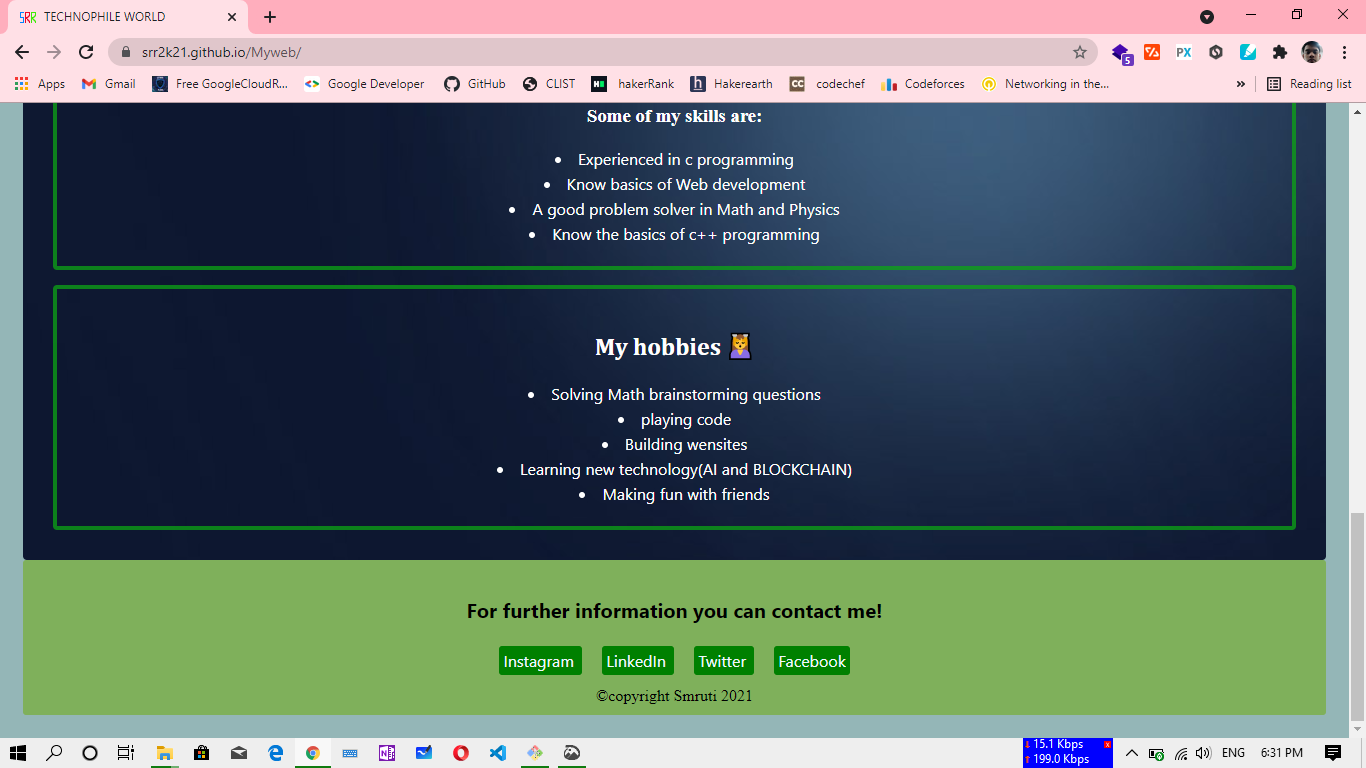 SRR TECHNOPHILE WORLD
srr2k21.github.io/Myweb/
5 PX
Apps Gmail Free GoogleCloudR... Google Developer GitHub CLIST hakerRank Hakerearth codechef Codeforces Networking in the... » Reading list
Some of my skills are:
• Experienced in c programming
• Know basics of Web development
• A good problem solver in Math and Physics
• Know the basics of c++ programming
My hobbies 💆
• Solving Math brainstorming questions
• playing code
• Building wensites
• Learning new technology(AI and BLOCKCHAIN)
• Making fun with friends
For further information you can contact me!
Instagram LinkedIn Twitter Facebook
©copyright Smruti 2021
15.1 Kbps
199.0 Kbps
ENG 6:31 PM